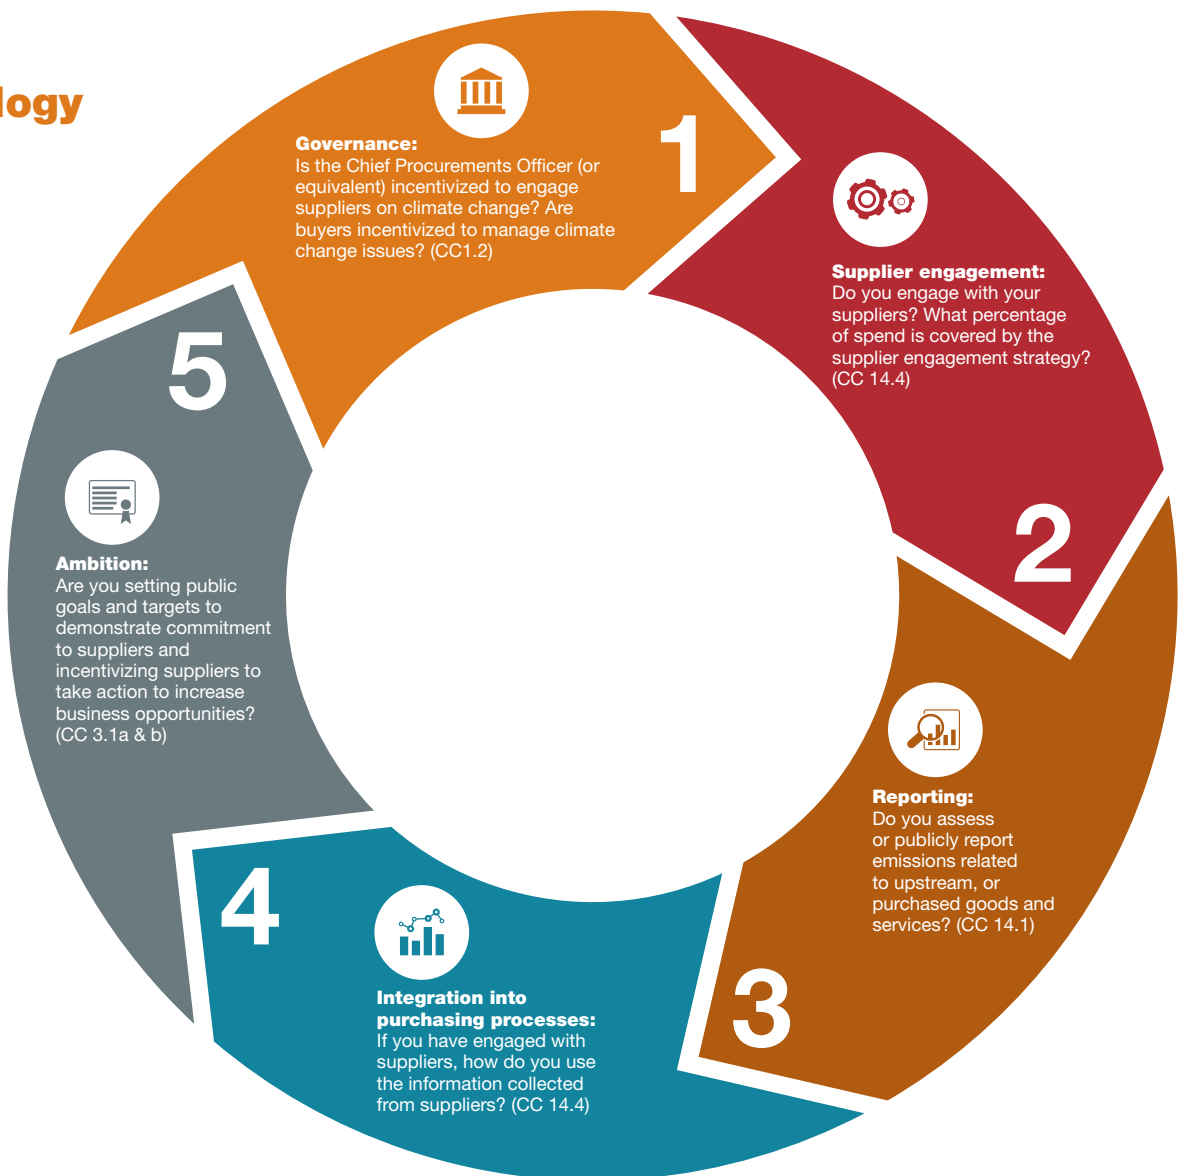 logy
1
Governance:
Is the Chief Procurements Officer (or
equivalent) incentivized to engage
suppliers on climate change? Are
buyers incentivized to manage climate
change issues? (CC1.2)
Supplier engagement:
Do you engage with your
suppliers? What percentage
of spend is covered by the
supplier engagement strategy?
(CC 14.4)
2
Reporting:
Do you assess
or publicly report
emissions related
to upstream, or
purchased goods and
services? (CC 14.1)
3
4
Integration into
purchasing processes:
If you have engaged with
suppliers, how do you use
the information collected
from suppliers? (CC 14.4)
5
Ambition:
Are you setting public
goals and targets to
demonstrate commitment
to suppliers and
incentivizing suppliers to
take action to increase
business opportunities?
(CC 3.1a & b)